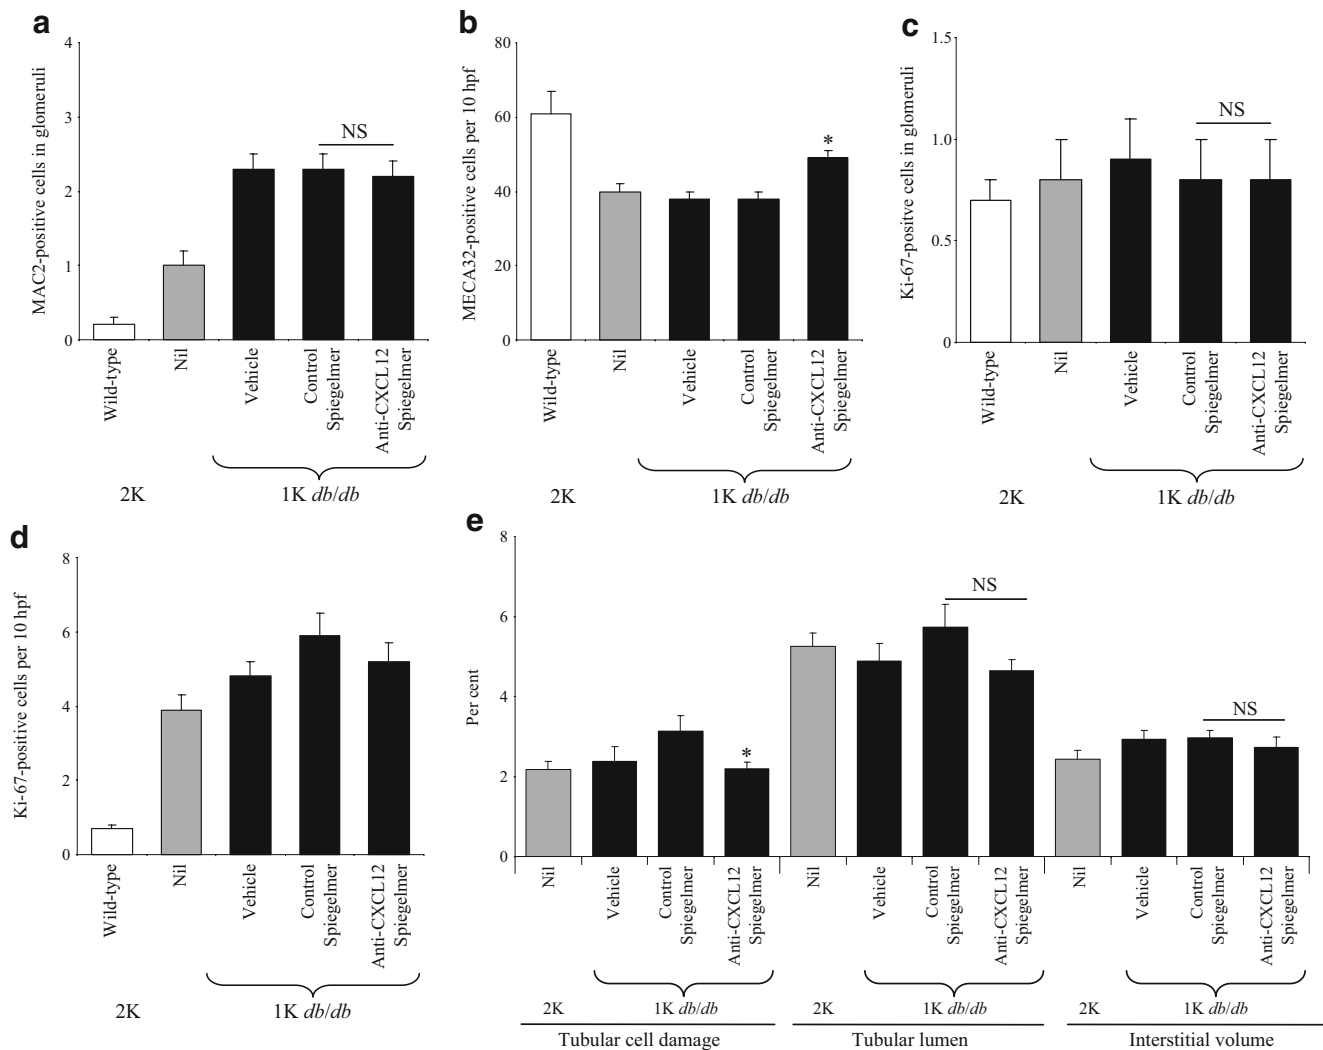 a
MAC2-positive cells in glomeruli
4
3
2
1
0
NS
Wild-type
Nil
Vehicle
Control
Spiegelmer
Anti-CXCL12
Spiegelmer
2K
1K db/db
b
MECA32-positive cells per 10 hpf
80
60
40
20
0
*
Wild-type
Nil
Vehicle
Control
Spiegelmer
Anti-CXCL12
Spiegelmer
2K
1K db/db
c
Ki-67-positve cells in glomeruli
1.5
1.0
0.5
0
NS
Wild-type
Nil
Vehicle
Control
Spiegelmer
Anti-CXCL12
Spiegelmer
2K
1K db/db
d
Ki-67-positive cells per 10 hpf
8
6
4
2
0
Wild-type
Nil
Vehicle
Control
Spiegelmer
Anti-CXCL12
Spiegelmer
2K
1K db/db
e
Per cent
8
6
4
2
0
*
NS
NS
Nil
Vehicle
Control
Spiegelmer
Anti-CXCL12
Spiegelmer
Nil
Vehicle
Control
Spiegelmer
Anti-CXCL12
Spiegelmer
Nil
Vehicle
Control
Spiegelmer
Anti-CXCL12
Spiegelmer
2K
1K db/db
2K
1K db/db
2K
1K db/db
Tubular cell damage
Tubular lumen
Interstitial volume